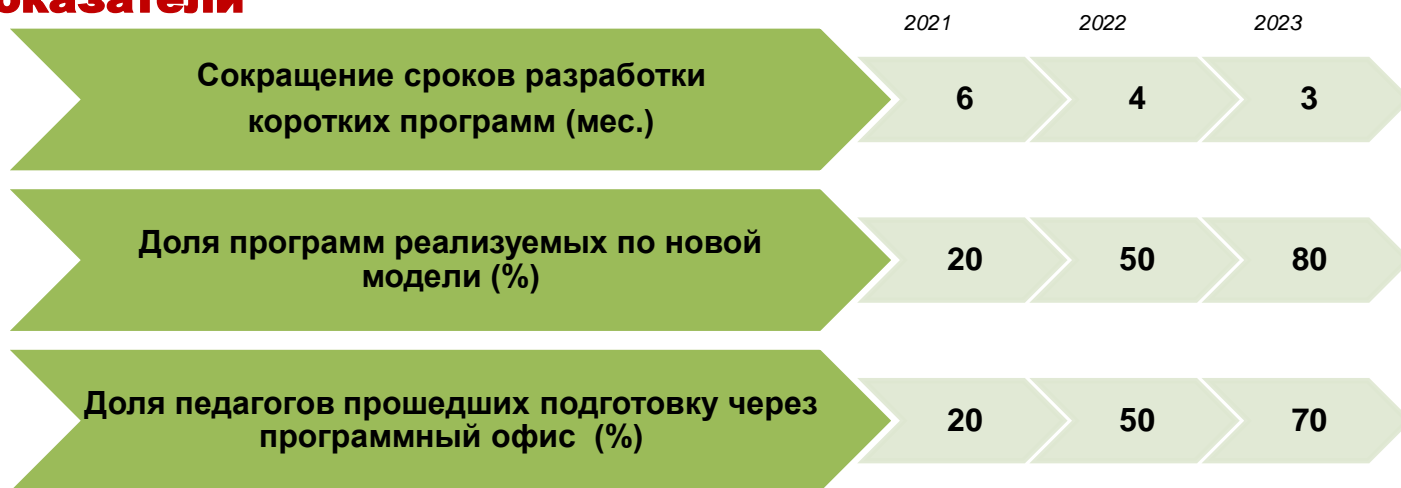 оказатели
2021 2022 2023
Сокращение сроков разработки
коротких программ (мес.)
6 4 3
Доля программ реализуемых по новой
модели (%)
20 50 80
Доля педагогов прошедших подготовку через
программный офис (%)
20 50 70